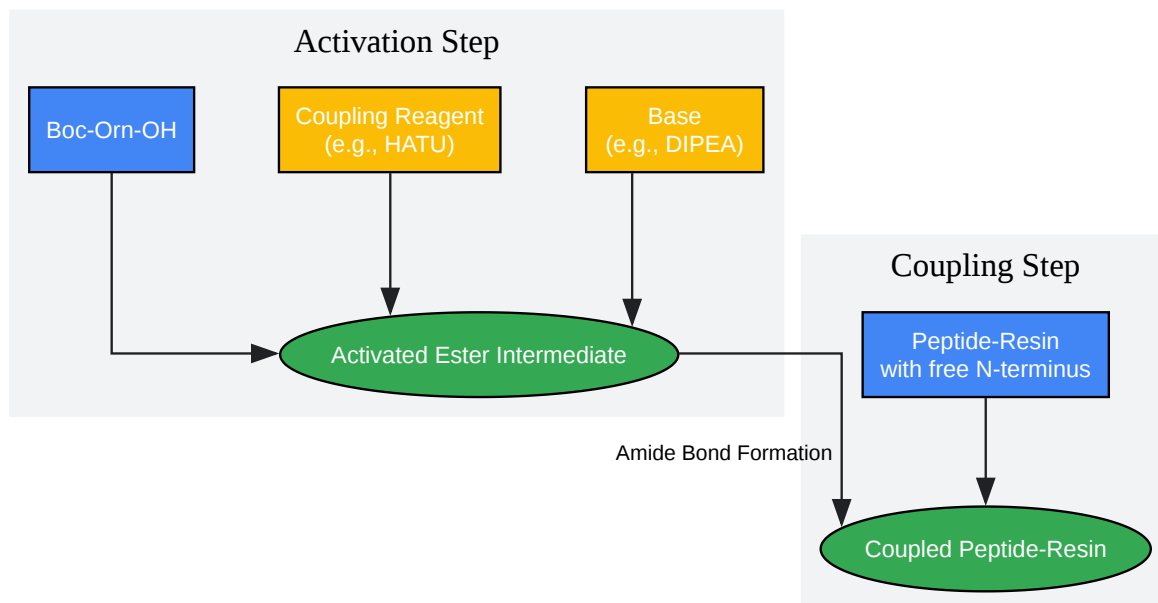 Activation Step
Boc-Orn-OH
Coupling Reagent
(e.g., HATU)
Base
(e.g., DIPEA)
Activated Ester Intermediate
Coupling Step
Peptide-Resin
with free N-terminus
Amide Bond Formation
Coupled Peptide-Resin